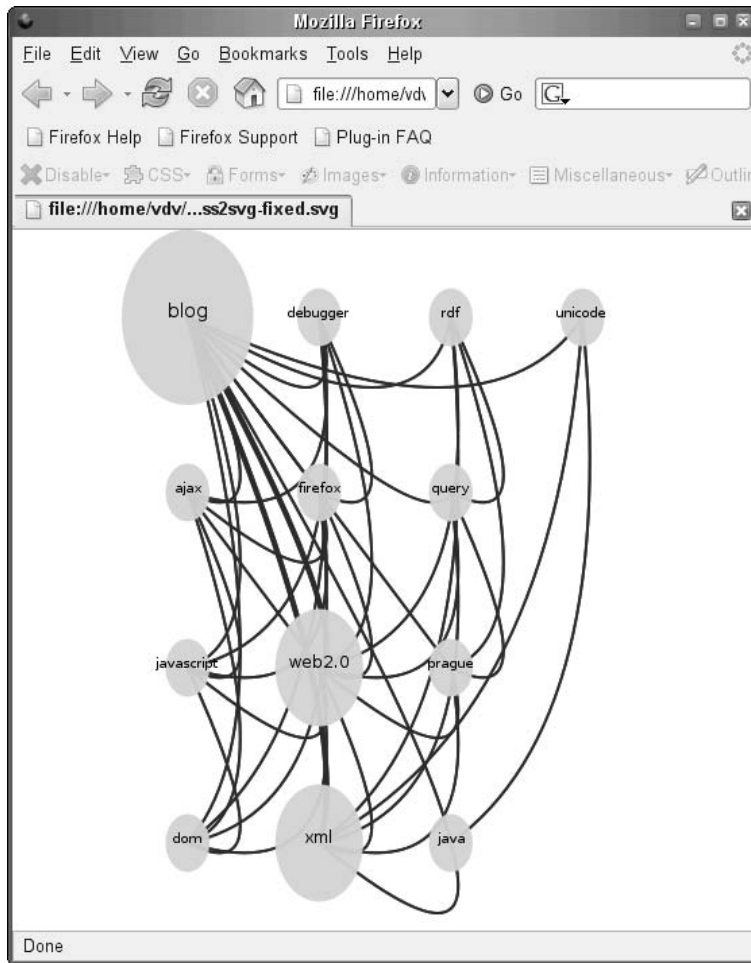 Mozilla Firefox
File Edit View Go Bookmarks Tools Help
file:///home/vdv Go G
Firefox Help Firefox Support Plug-in FAQ
Disable CSS Forms Images Information Miscellaneous Outlin
file:///home/vdv/...ss2svg-fixed.svg
blog debugger rdf unicode
ajax firefox query
javascript web2.0 prague
dom xml java
Done